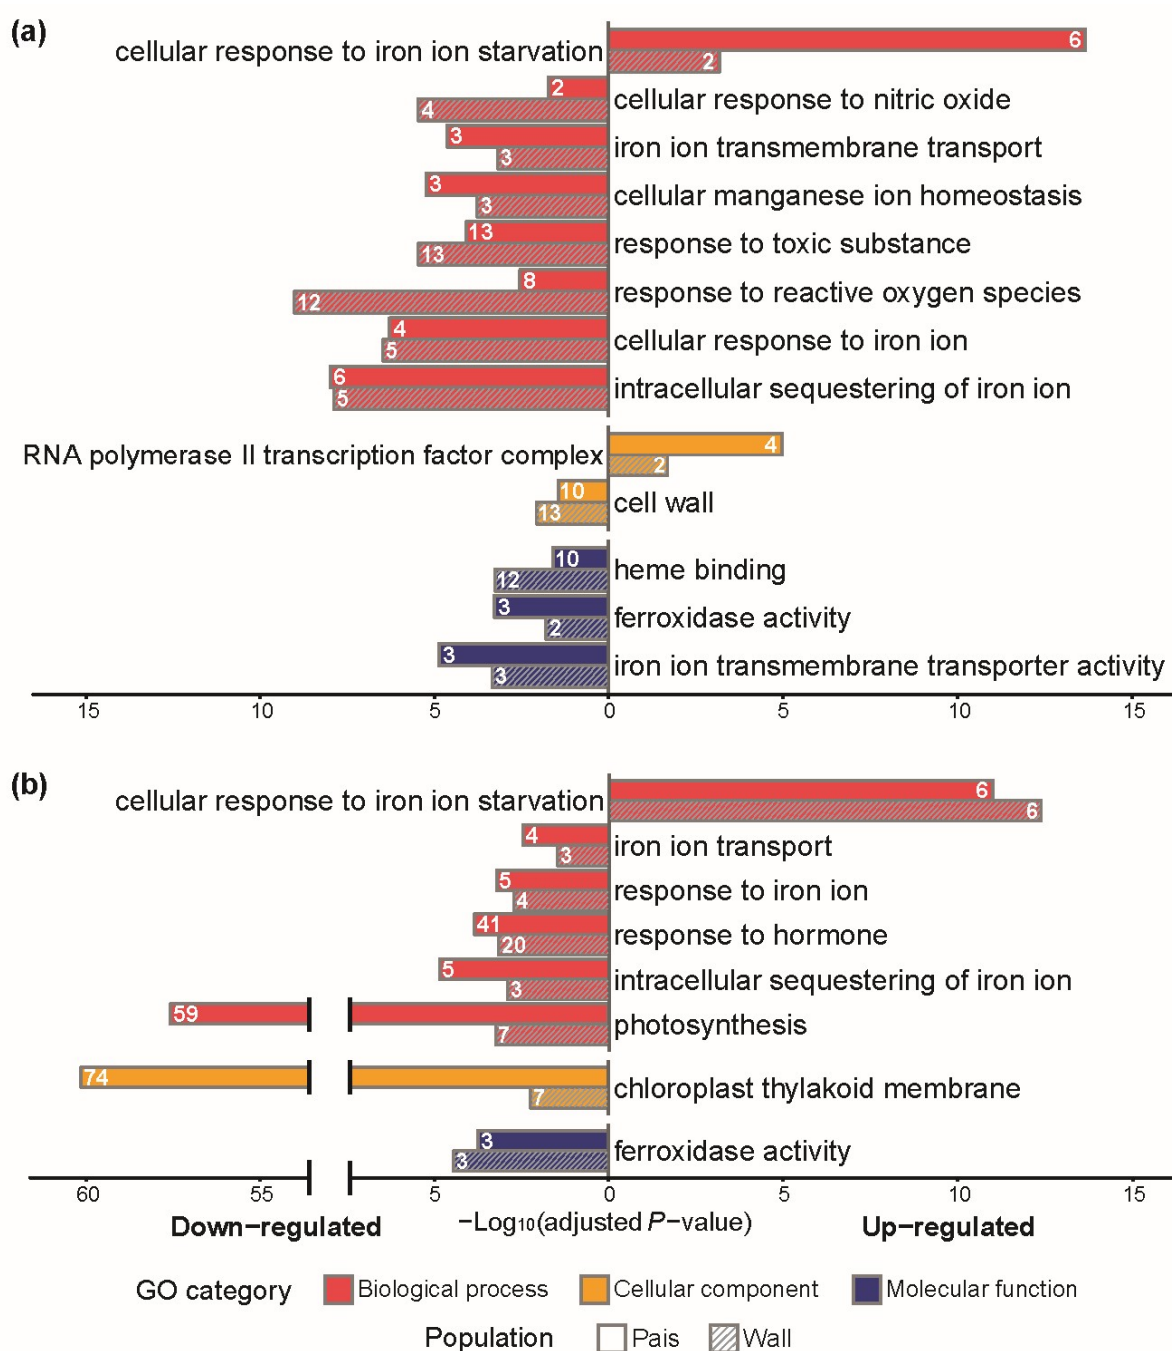 (a)
cellular response to iron ion starvation 6
2
2 cellular response to nitric oxide
4
3 iron ion transmembrane transport
3
3 cellular manganese ion homeostasis
3
13 response to toxic substance
13
8 response to reactive oxygen species
12
4 cellular response to iron ion
5
6 intracellular sequestering of iron ion
5
RNA polymerase II transcription factor complex 4
2
10 cell wall
13
10 heme binding
12
3 ferroxidase activity
2
3 iron ion transmembrane transporter activity
3
15 10 5 0 5 10 15
(b)
cellular response to iron ion starvation 6
6
4 iron ion transport
3
5 response to iron ion
4
41 response to hormone
20
5 intracellular sequestering of iron ion
3
59 photosynthesis
7
74 chloroplast thylakoid membrane
7
3 ferroxidase activity
3
60 55 5 0 5 10 15
Down−regulated −Log₁₀(adjusted P−value) Up−regulated
GO category Biological process Cellular component Molecular function
Population Pais Wall